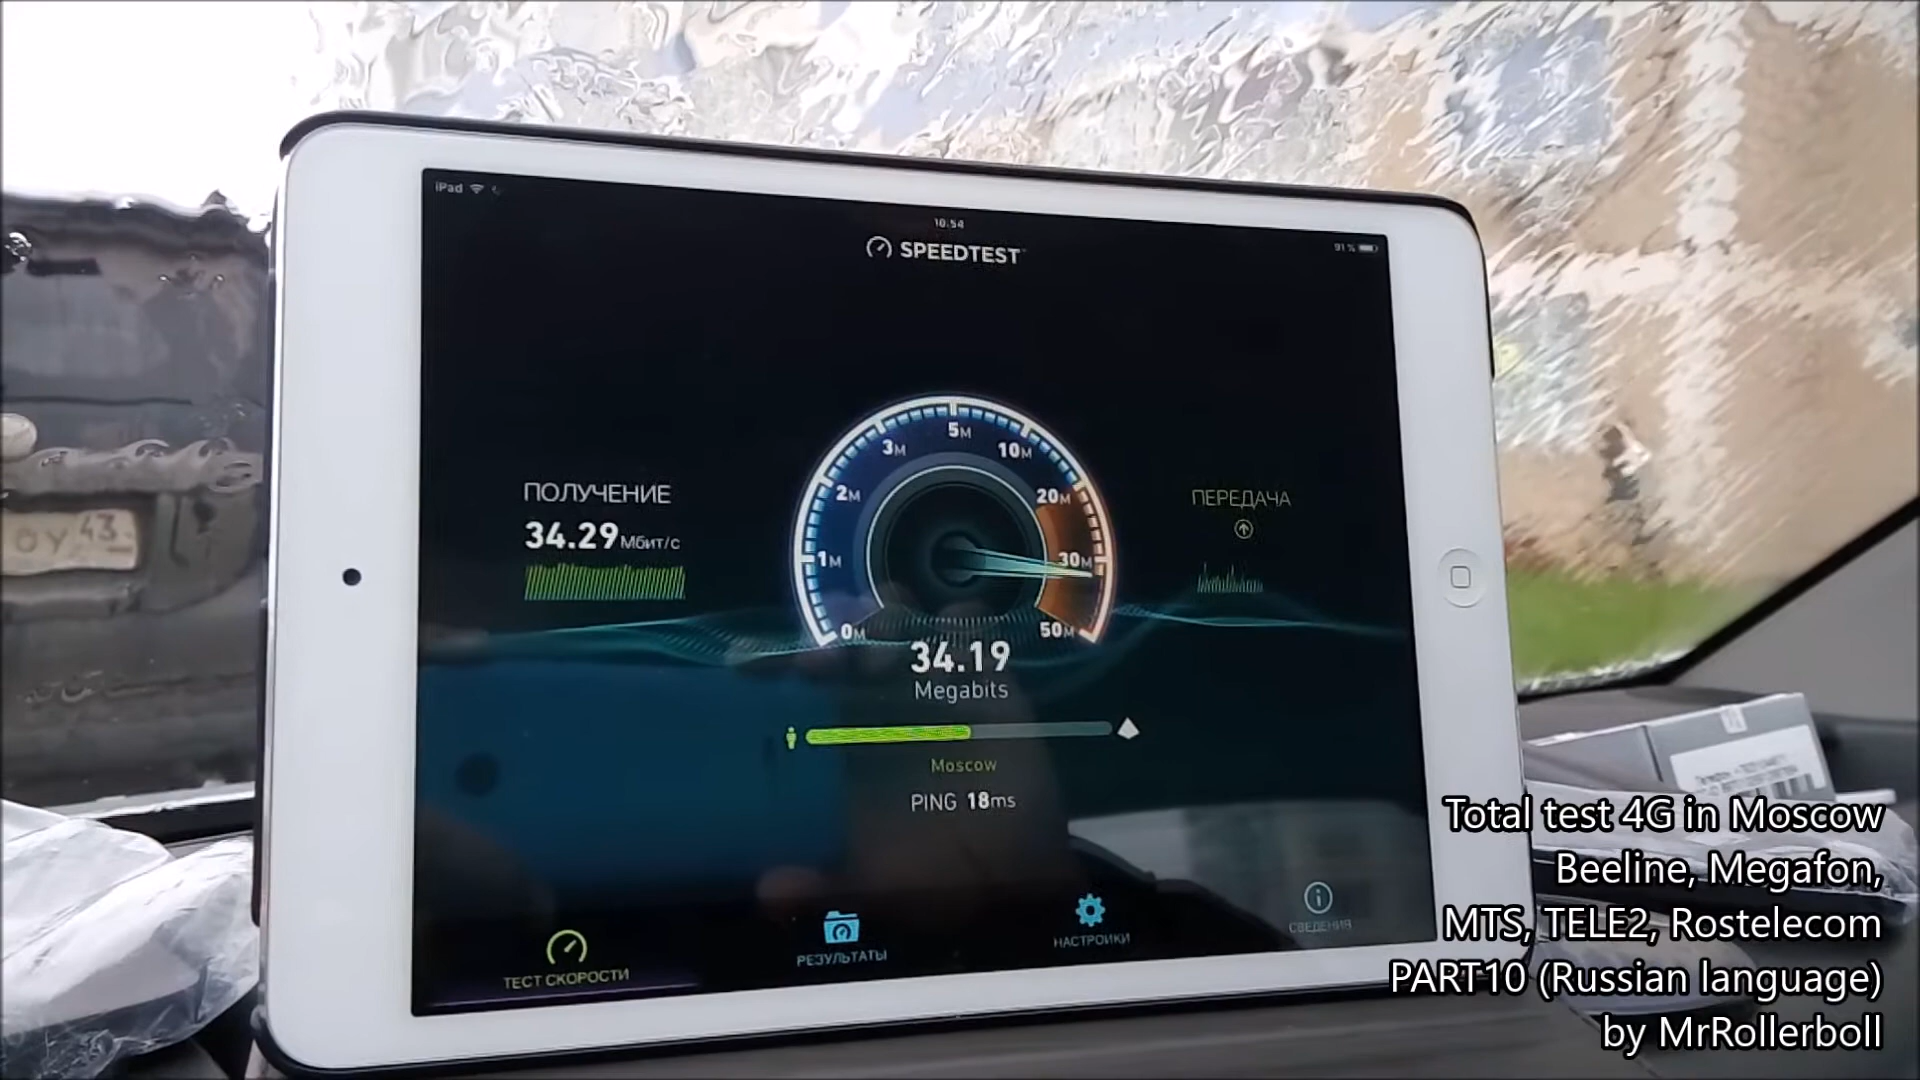 iPad
10:54
91 %
SPEEDTEST
5M
3M
10M
2M
20M
1M
30M
0M
50M
ПОЛУЧЕНИЕ
34.29 Мбит/с
ПЕРЕДАЧА
34.19
Megabits
Moscow
PING 18ms
ТЕСТ СКОРОСТИ
РЕЗУЛЬТАТЫ
НАСТРОЙКИ
СВЕДЕНИЯ
43
Total test 4G in Moscow
Beeline, Megafon,
MTS, TELE2, Rostelecom
PART10 (Russian language)
by MrRollerboll